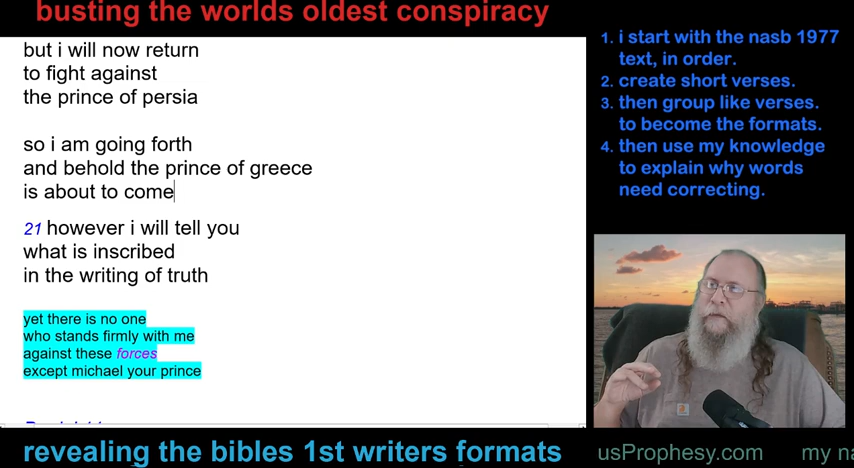 busting the worlds oldest conspiracy
but i will now return
to fight against
the prince of persia
so i am going forth
and behold the prince of greece
is about to come
21 however i will tell you
what is inscribed
in the writing of truth
yet there is no one
who stands firmly with me
against these forces
except michael your prince
1. i start with the nasb 1977
text, in order.
2. create short verses.
3. then group like verses.
to become the formats.
4. then use my knowledge
to explain why words
need correcting.
revealing the bibles 1st writers formats
usProphesy.com
my